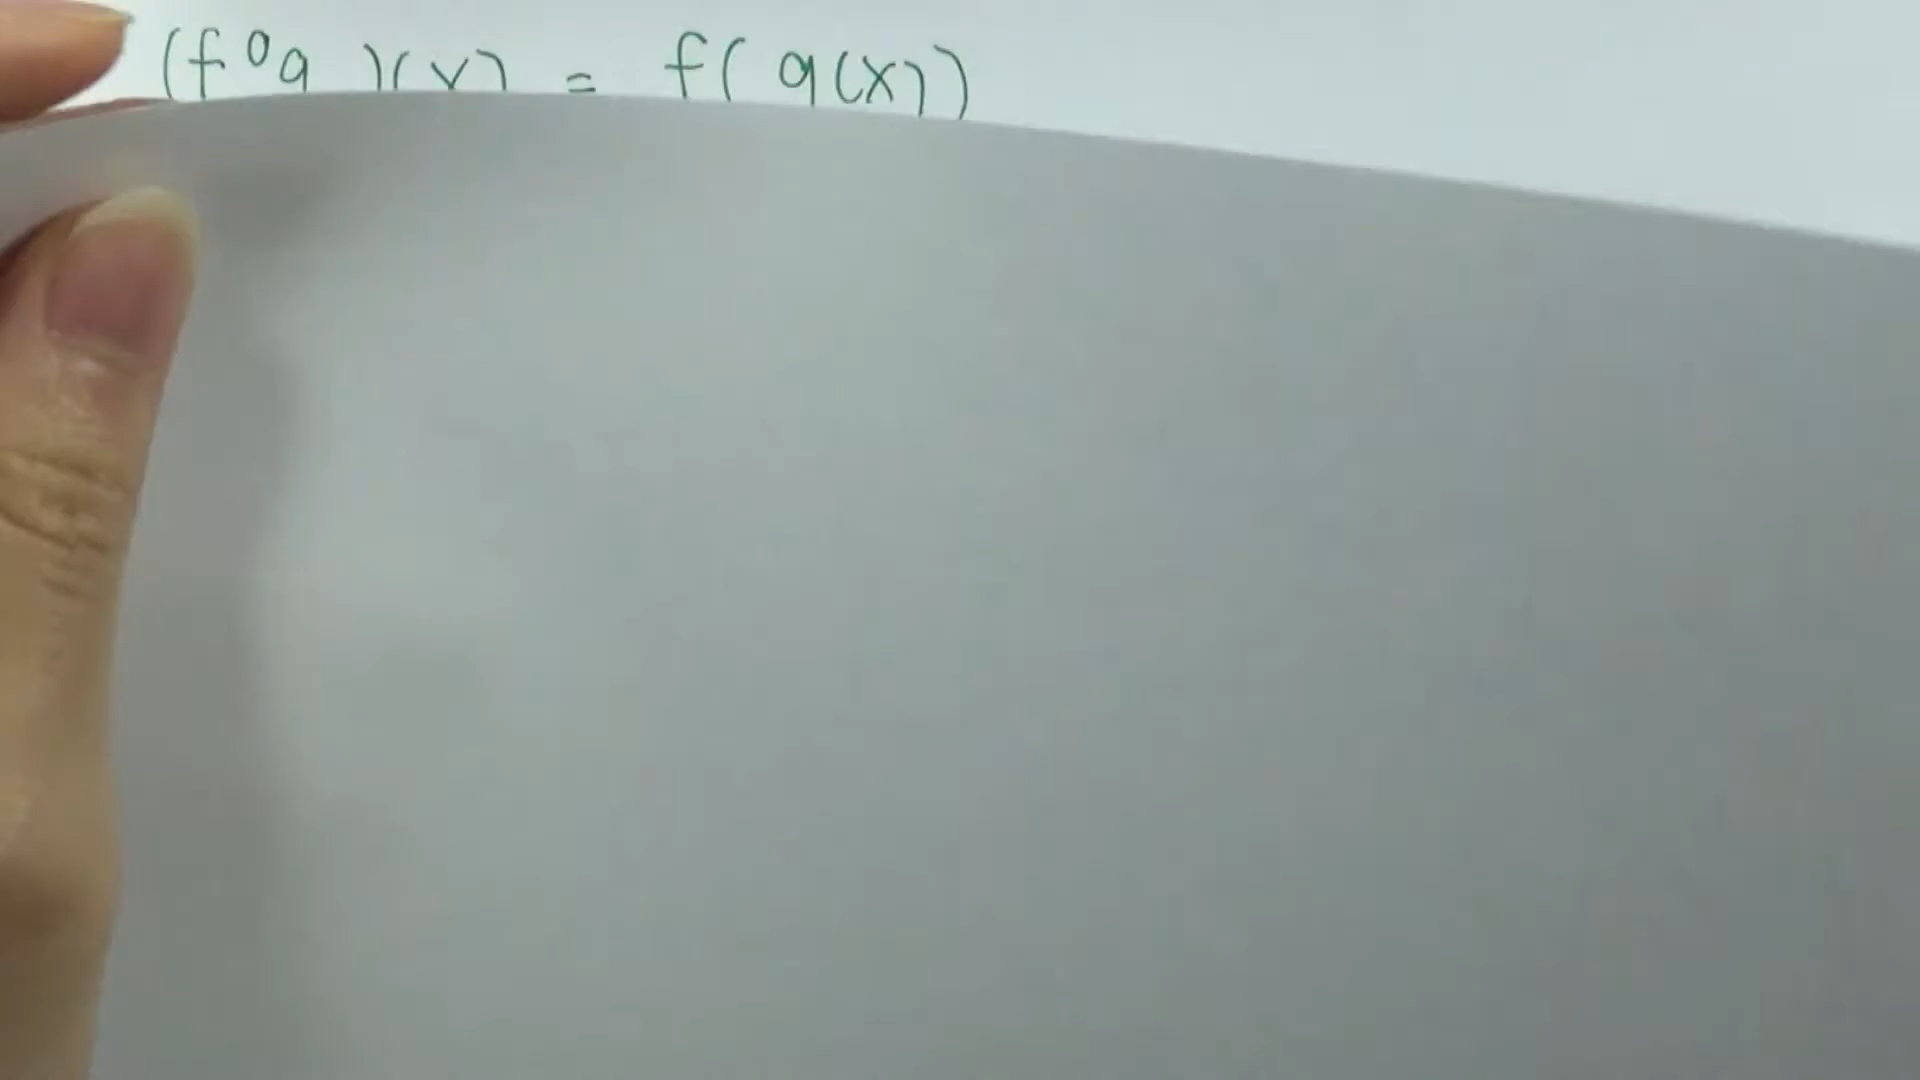 (f∘g)(x) = f(g(x))